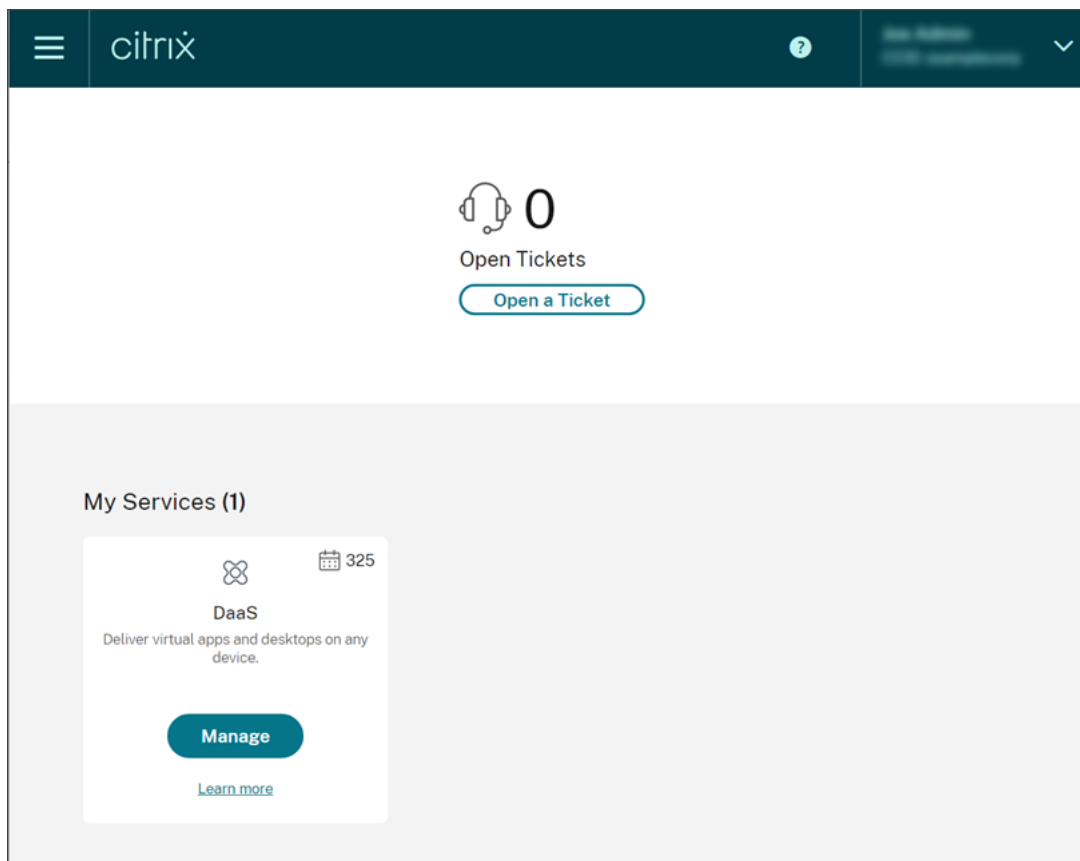 citrix
?
0
Open Tickets
Open a Ticket
My Services (1)
325
DaaS
Deliver virtual apps and desktops on any
device.
Manage
Learn more